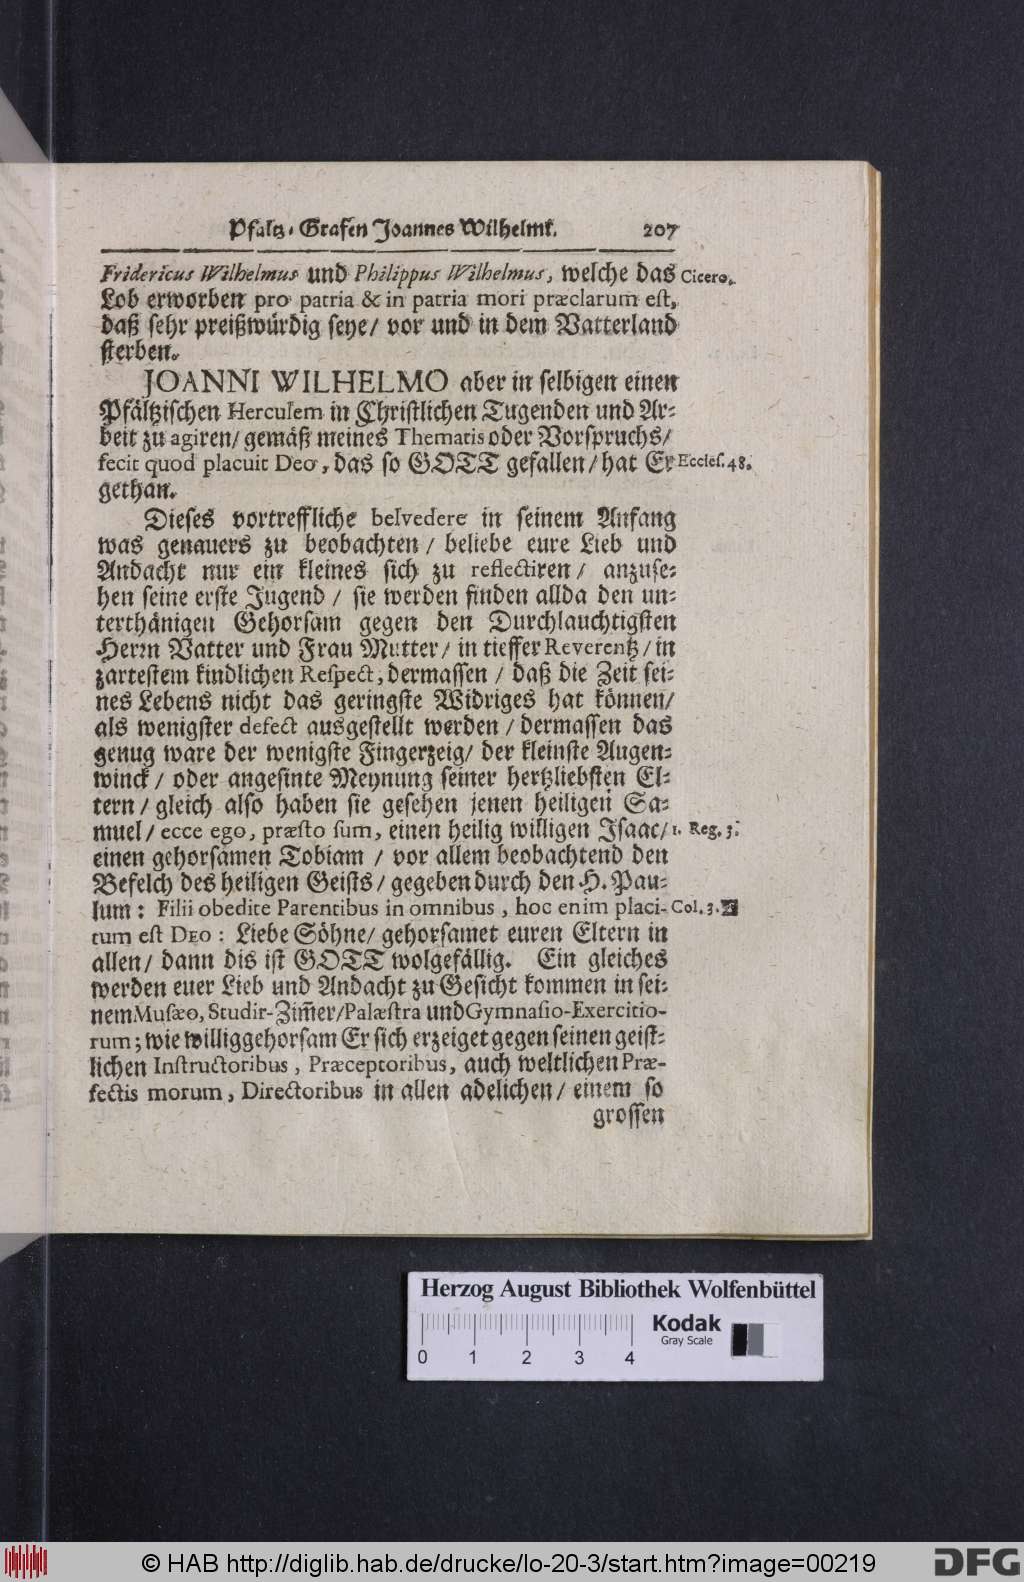 Pfaltz-Grafen Joannes Wilhelmi. 207
Fridericus Wilhelmus und Philippus Wilhelmus, welche das Cicero.
Lob erworben pro patria & in patria mori præclarum est,
daß sehr preißwürdig seye/ vor und in dem Vatterland
sterben.
JOANNI WILHELMO aber in selbigen einen
Pfältzischen Herculem in Christlichen Tugenden und Ar-
beit zu agiren/ gemäß meines Thematis oder Vorspruchs/
fecit quod placuit Deo, das so GOTT gefallen/ hat Er Eccles. 48.
gethan.
Dieses vortreffliche belvedere in seinem Anfang
was genauers zu beobachten/ beliebe eure Lieb und
Andacht nur ein kleines sich zu reflectiren/ anzuse-
hen seine erste Jugend/ sie werden finden allda den un-
terthänigen Gehorsam gegen den Durchlauchtigsten
Herrn Vatter und Frau Mutter/ in tieffer Reverentz/ in
zartestem kindlichen Respect, dermassen/ daß die Zeit sei-
nes Lebens nicht das geringste Widriges hat können/
als wenigster defect ausgestellt werden/ dermassen das
genug ware der wenigste Fingerzeig/ der kleinste Augen-
winck/ oder angesinte Meynung seiner hertzliebsten El-
tern/ gleich also haben sie gesehen jenen heiligen Sa-
muel/ ecce ego, præsto sum, einen heilig willigen Isaac/ 1. Reg. 3.
einen gehorsamen Tobiam/ vor allem beobachtend den
Befelch des heiligen Geists/ gegeben durch den H. Pau-
lum: Filii obedite Parentibus in omnibus, hoc enim placi- Col. 3.
tum est DEO: Liebe Söhne/ gehorsamet euren Eltern in
allen/ dann dis ist GOTT wolgefällig. Ein gleiches
werden euer Lieb und Andacht zu Gesicht kommen in sei-
nem Musæo, Studir-Zim̃er/ Palæstra und Gymnasio-Exercitio-
rum; wie williggehorsam Er sich erzeiget gegen seinen geist-
lichen Instructoribus, Præceptoribus, auch weltlichen Præ-
fectis morum, Directoribus in allen adelichen/ einem so
grossen
Herzog August Bibliothek Wolfenbüttel
Kodak
Gray Scale
0 1 2 3 4
© HAB http://diglib.hab.de/drucke/lo-20-3/start.htm?image=00219
DFG